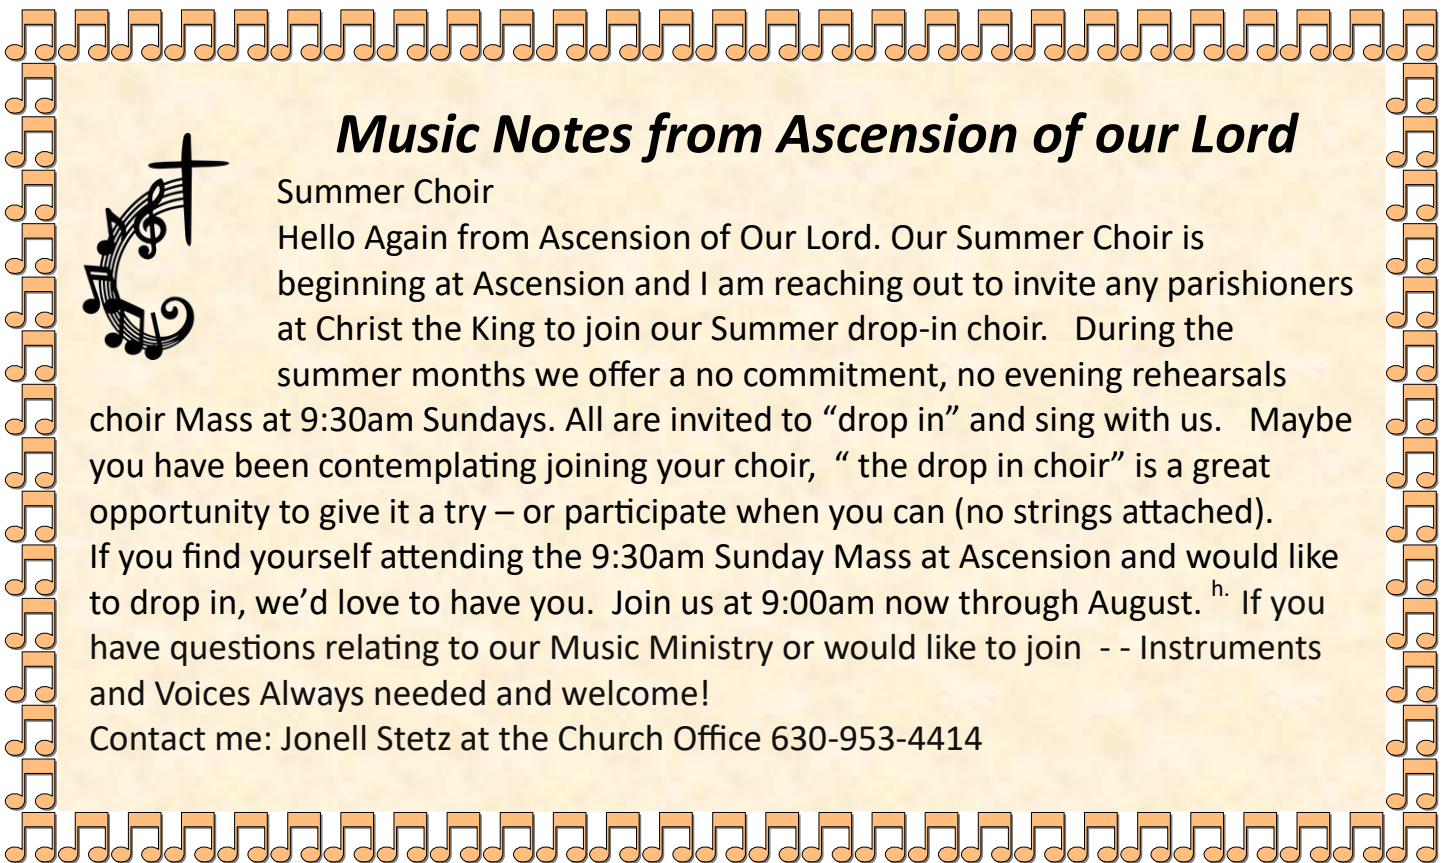 Music Notes from Ascension of our Lord
Summer Choir
Hello Again from Ascension of Our Lord. Our Summer Choir is
beginning at Ascension and I am reaching out to invite any parishioners
at Christ the King to join our Summer drop-in choir.   During the
summer months we offer a no commitment, no evening rehearsals
choir Mass at 9:30am Sundays. All are invited to “drop in” and sing with us.   Maybe
you have been contemplating joining your choir,  “ the drop in choir” is a great
opportunity to give it a try – or participate when you can (no strings attached).
If you find yourself attending the 9:30am Sunday Mass at Ascension and would like
to drop in, we’d love to have you.  Join us at 9:00am now through August. h. If you
have questions relating to our Music Ministry or would like to join  - - Instruments
and Voices Always needed and welcome!
Contact me: Jonell Stetz at the Church Office 630-953-4414